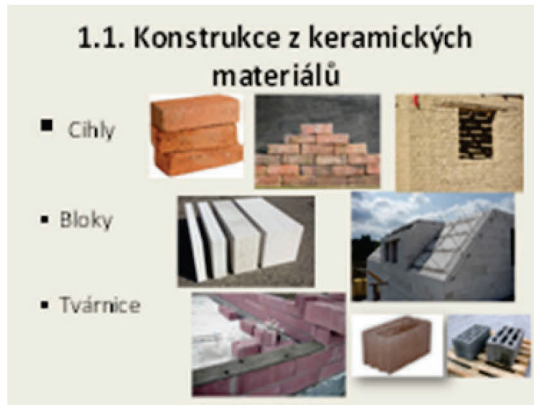 1.1. Konstrukce z keramických
materiálů
▪ Cihly
▪ Bloky
▪ Tvárnice